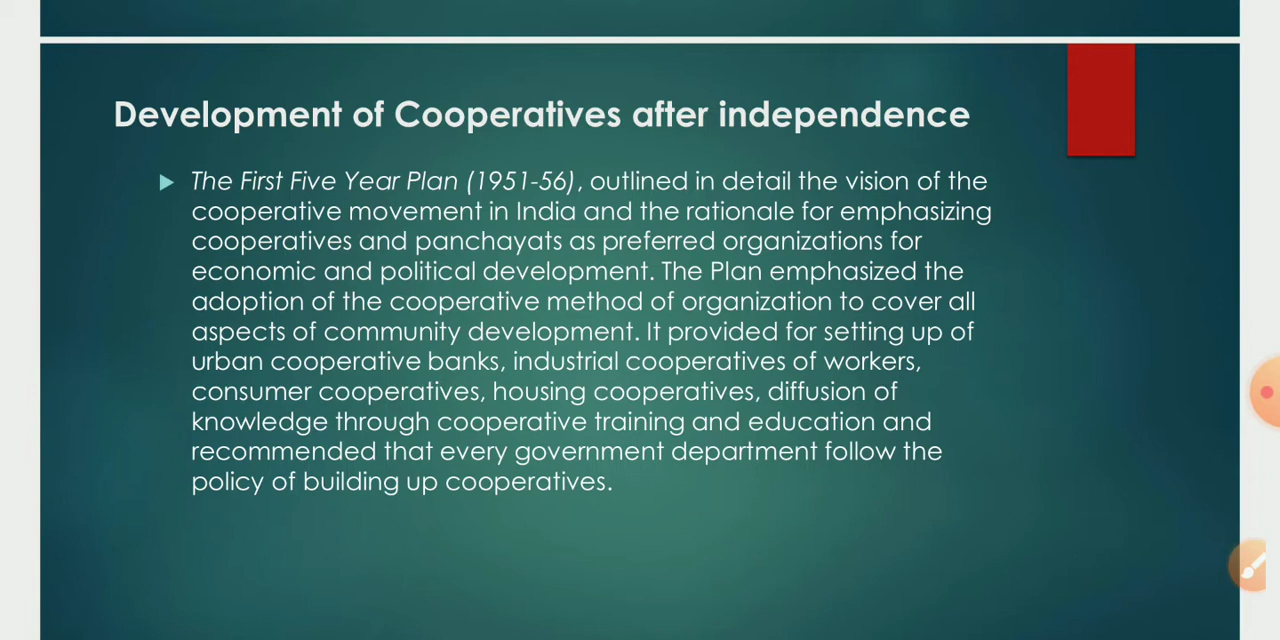 Development of Cooperatives after independence
The First Five Year Plan (1951-56), outlined in detail the vision of the
cooperative movement in India and the rationale for emphasizing
cooperatives and panchayats as preferred organizations for
economic and political development. The Plan emphasized the
adoption of the cooperative method of organization to cover all
aspects of community development. It provided for setting up of
urban cooperative banks, industrial cooperatives of workers,
consumer cooperatives, housing cooperatives, diffusion of
knowledge through cooperative training and education and
recommended that every government department follow the
policy of building up cooperatives.